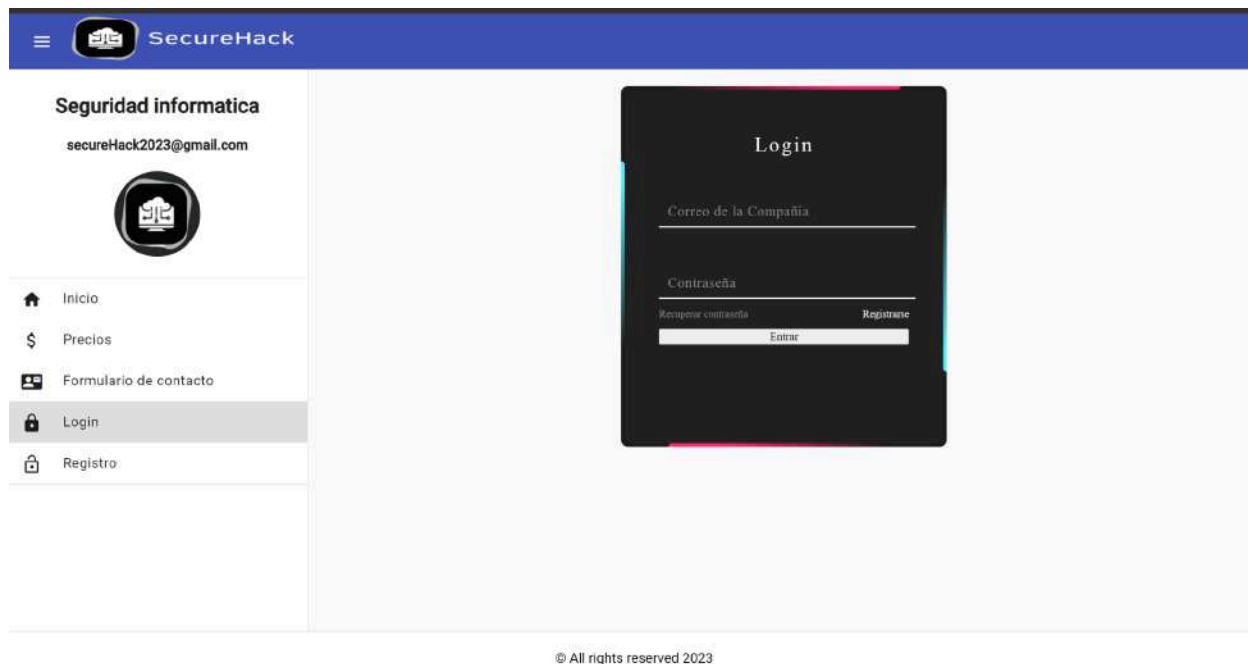 SecureHack
Seguridad informatica
secureHack2023@gmail.com
Inicio
Precios
Formulario de contacto
Login
Registro
Login
Correo de la Compañia
Contraseña
Recuperar contraseña Registrarse
Entrar
© All rights reserved 2023